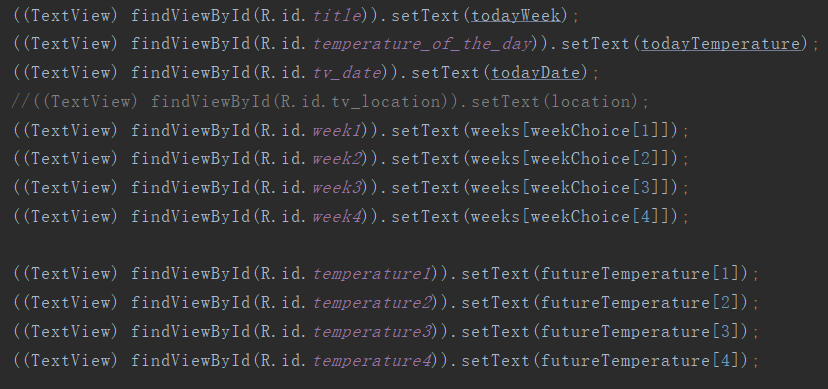 ((TextView) findViewById(R.id.title)).setText(todayWeek);
((TextView) findViewById(R.id.temperature_of_the_day)).setText(todayTemperature);
((TextView) findViewById(R.id.tv_date)).setText(todayDate);
//((TextView) findViewById(R.id.tv_location)).setText(location);
((TextView) findViewById(R.id.week1)).setText(weeks[weekChoice[1]]);
((TextView) findViewById(R.id.week2)).setText(weeks[weekChoice[2]]);
((TextView) findViewById(R.id.week3)).setText(weeks[weekChoice[3]]);
((TextView) findViewById(R.id.week4)).setText(weeks[weekChoice[4]]);
((TextView) findViewById(R.id.temperature1)).setText(futureTemperature[1]);
((TextView) findViewById(R.id.temperature2)).setText(futureTemperature[2]);
((TextView) findViewById(R.id.temperature3)).setText(futureTemperature[3]);
((TextView) findViewById(R.id.temperature4)).setText(futureTemperature[4]);